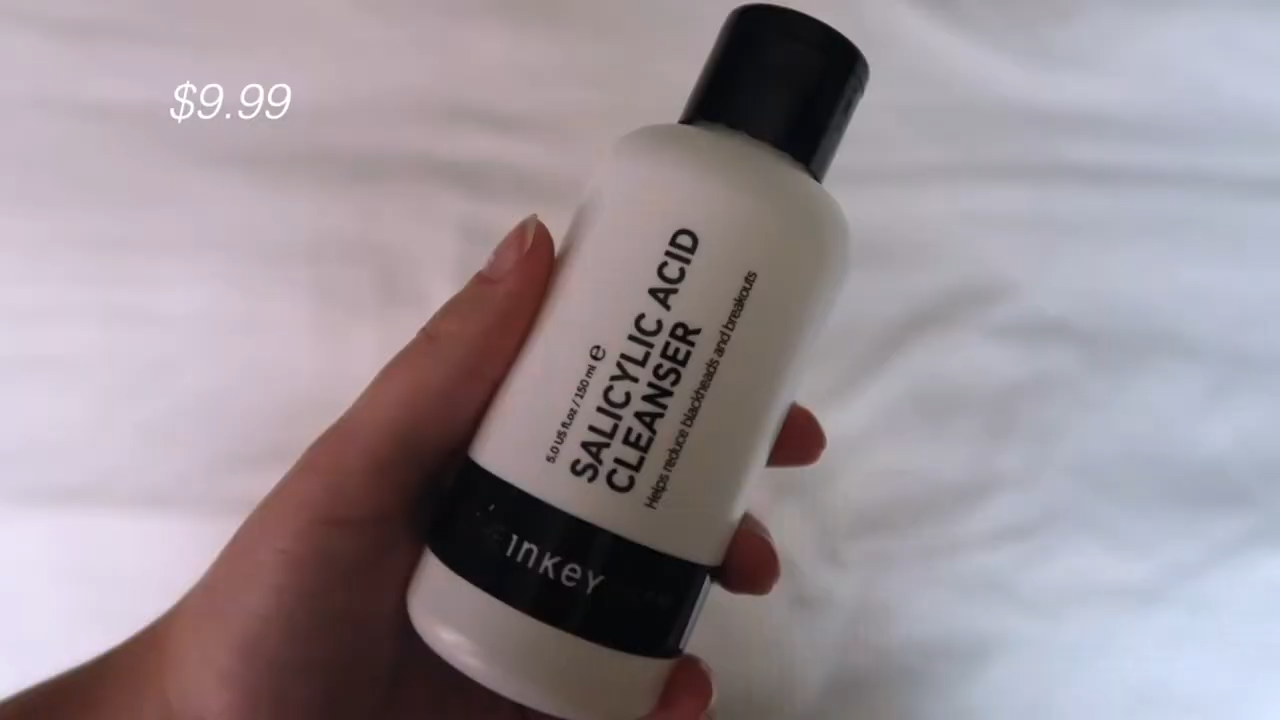 $9.99
5.0 US fl.oz / 150 ml e
SALICYLIC ACID
CLEANSER
Helps reduce blackheads and breakouts
INKEY